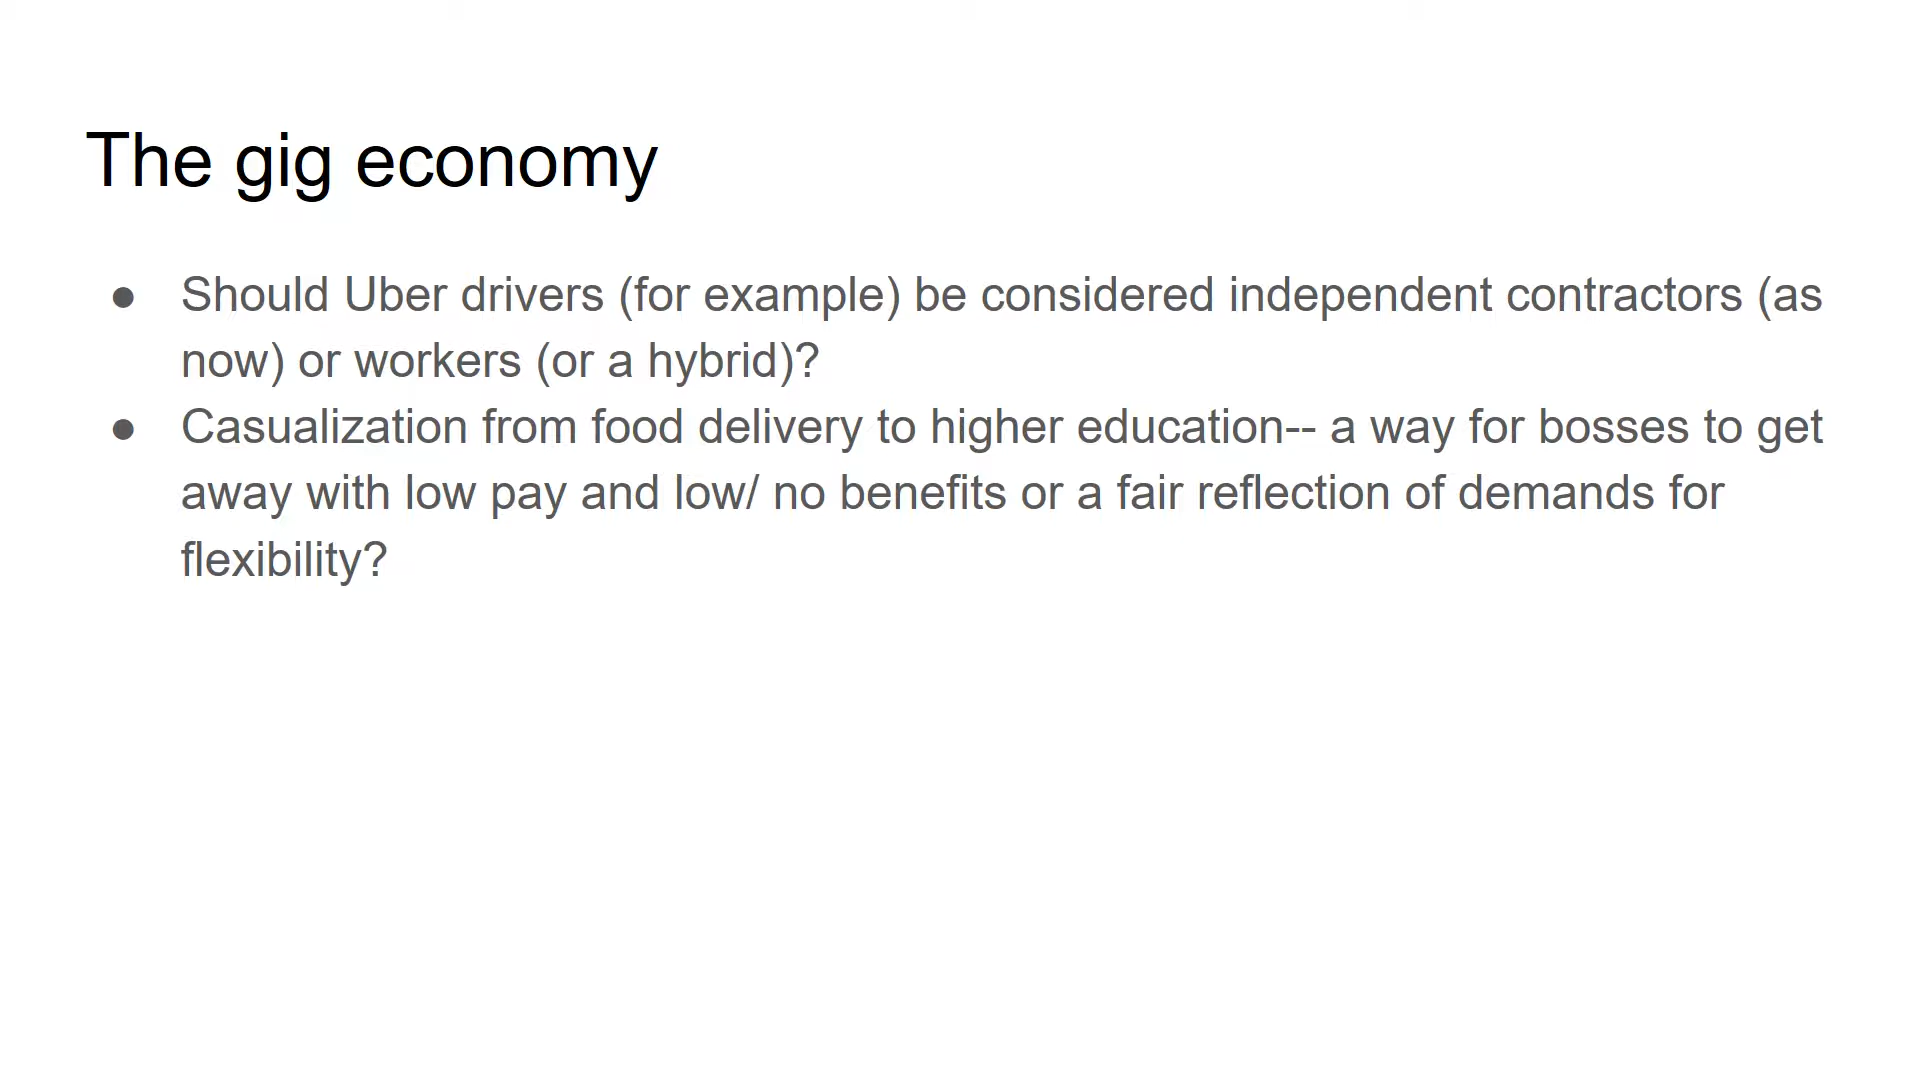 The gig economy
● Should Uber drivers (for example) be considered independent contractors (as
now) or workers (or a hybrid)?
● Casualization from food delivery to higher education-- a way for bosses to get
away with low pay and low/ no benefits or a fair reflection of demands for
flexibility?